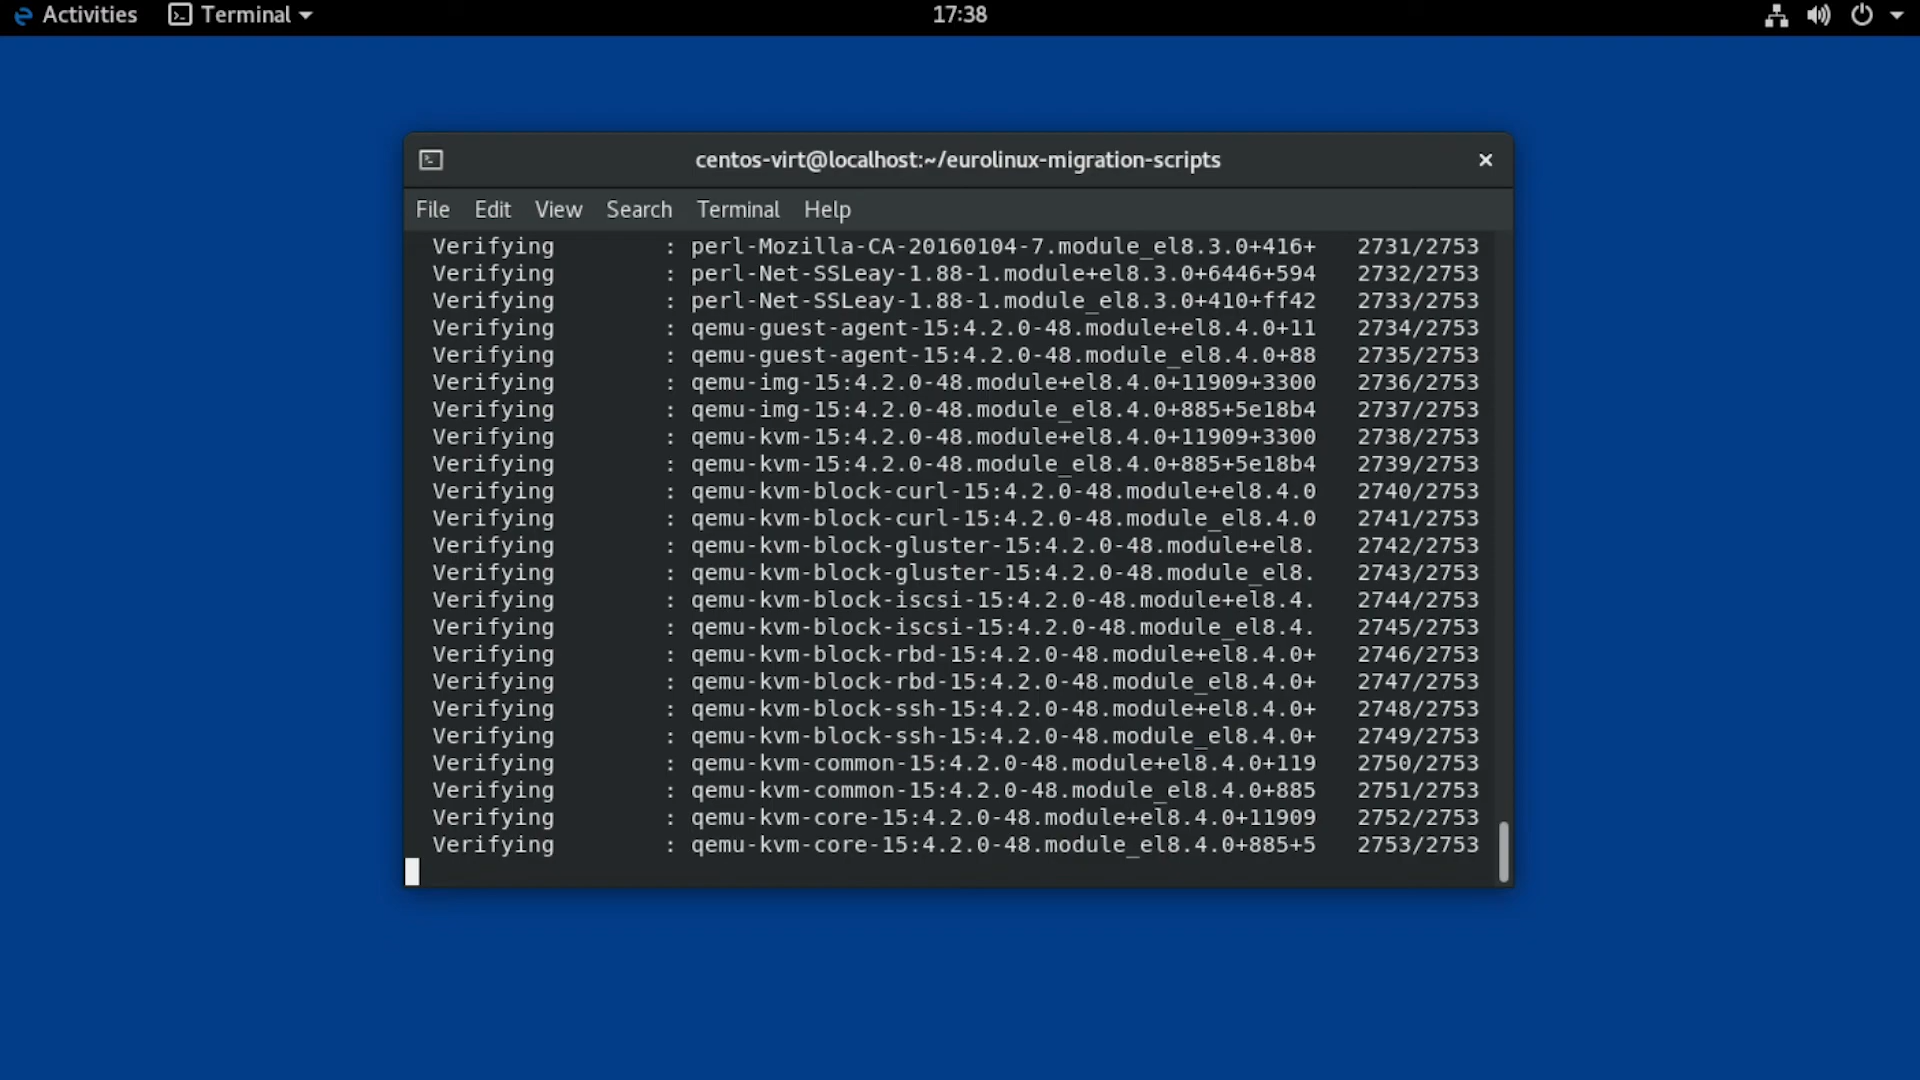 Activities Terminal 17:38
centos-virt@localhost:~/eurolinux-migration-scripts
File Edit View Search Terminal Help
Verifying : perl-Mozilla-CA-20160104-7.module_el8.3.0+416+ 2731/2753
Verifying : perl-Net-SSLeay-1.88-1.module+el8.3.0+6446+594 2732/2753
Verifying : perl-Net-SSLeay-1.88-1.module_el8.3.0+410+ff42 2733/2753
Verifying : qemu-guest-agent-15:4.2.0-48.module+el8.4.0+11 2734/2753
Verifying : qemu-guest-agent-15:4.2.0-48.module_el8.4.0+88 2735/2753
Verifying : qemu-img-15:4.2.0-48.module+el8.4.0+11909+3300 2736/2753
Verifying : qemu-img-15:4.2.0-48.module_el8.4.0+885+5e18b4 2737/2753
Verifying : qemu-kvm-15:4.2.0-48.module+el8.4.0+11909+3300 2738/2753
Verifying : qemu-kvm-15:4.2.0-48.module_el8.4.0+885+5e18b4 2739/2753
Verifying : qemu-kvm-block-curl-15:4.2.0-48.module+el8.4.0 2740/2753
Verifying : qemu-kvm-block-curl-15:4.2.0-48.module_el8.4.0 2741/2753
Verifying : qemu-kvm-block-gluster-15:4.2.0-48.module+el8. 2742/2753
Verifying : qemu-kvm-block-gluster-15:4.2.0-48.module_el8. 2743/2753
Verifying : qemu-kvm-block-iscsi-15:4.2.0-48.module+el8.4. 2744/2753
Verifying : qemu-kvm-block-iscsi-15:4.2.0-48.module_el8.4. 2745/2753
Verifying : qemu-kvm-block-rbd-15:4.2.0-48.module+el8.4.0+ 2746/2753
Verifying : qemu-kvm-block-rbd-15:4.2.0-48.module_el8.4.0+ 2747/2753
Verifying : qemu-kvm-block-ssh-15:4.2.0-48.module+el8.4.0+ 2748/2753
Verifying : qemu-kvm-block-ssh-15:4.2.0-48.module_el8.4.0+ 2749/2753
Verifying : qemu-kvm-common-15:4.2.0-48.module+el8.4.0+119 2750/2753
Verifying : qemu-kvm-common-15:4.2.0-48.module_el8.4.0+885 2751/2753
Verifying : qemu-kvm-core-15:4.2.0-48.module+el8.4.0+11909 2752/2753
Verifying : qemu-kvm-core-15:4.2.0-48.module_el8.4.0+885+5 2753/2753